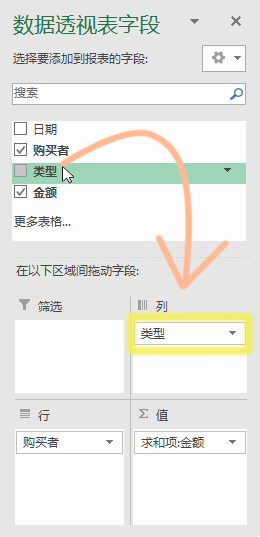 数据透视表字段
选择要添加到报表的字段:
搜索
日期
购买者
类型
金额
更多表格...
在以下区域间拖动字段:
筛选
列
类型
行
值
购买者
求和项:金额